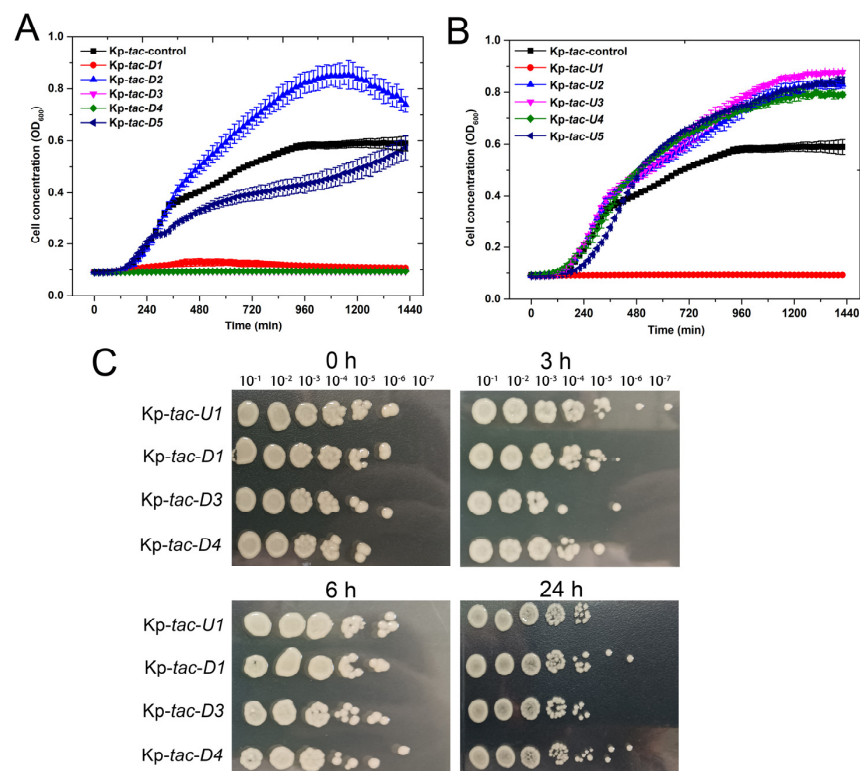 A
Kp-tac-control
Kp-tac-D1
Kp-tac-D2
Kp-tac-D3
Kp-tac-D4
Kp-tac-D5
Cell concentration (OD600)
1.0
0.8
0.6
0.4
0.2
0.0
0 240 480 720 960 1200 1440
Time (min)
B
Kp-tac-control
Kp-tac-U1
Kp-tac-U2
Kp-tac-U3
Kp-tac-U4
Kp-tac-U5
Cell concentration (OD600)
1.0
0.8
0.6
0.4
0.2
0.0
0 240 480 720 960 1200 1440
Time (min)
C
0 h
10-1 10-2 10-3 10-4 10-5 10-6 10-7
3 h
10-1 10-2 10-3 10-4 10-5 10-6 10-7
Kp-tac-U1
Kp-tac-D1
Kp-tac-D3
Kp-tac-D4
6 h
24 h
Kp-tac-U1
Kp-tac-D1
Kp-tac-D3
Kp-tac-D4